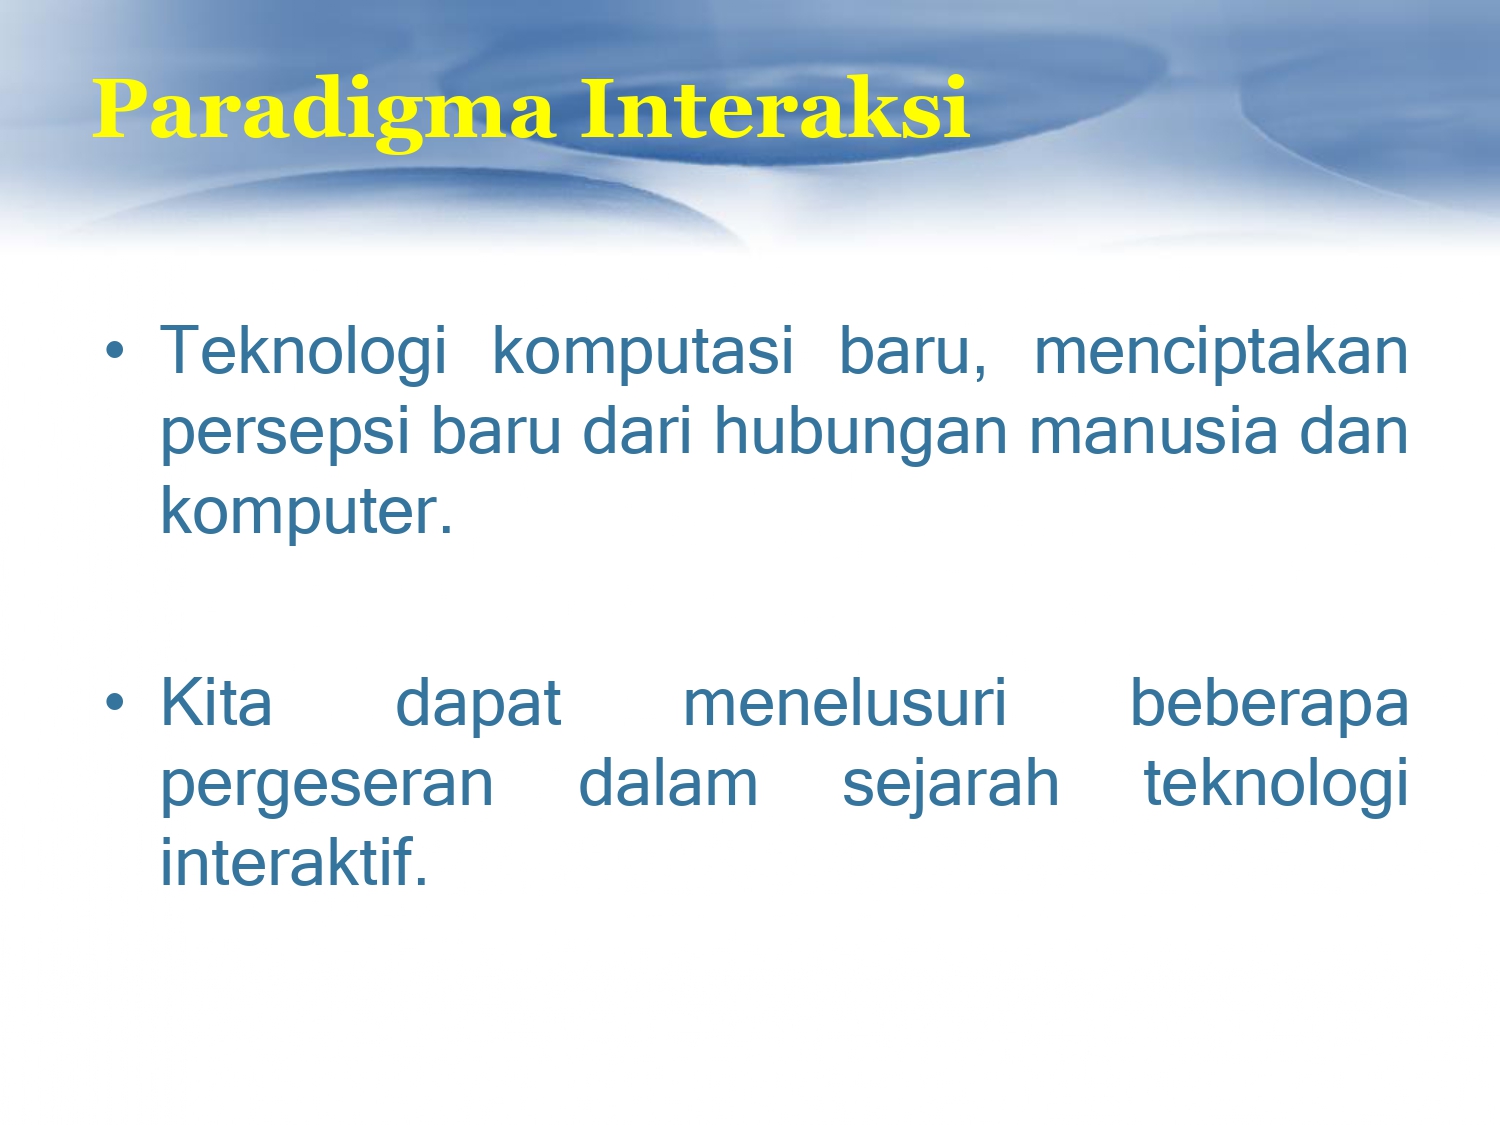 Paradigma Interaksi
• Teknologi komputasi baru, menciptakan
persepsi baru dari hubungan manusia dan
komputer.
• Kita dapat menelusuri beberapa
pergeseran dalam sejarah teknologi
interaktif.